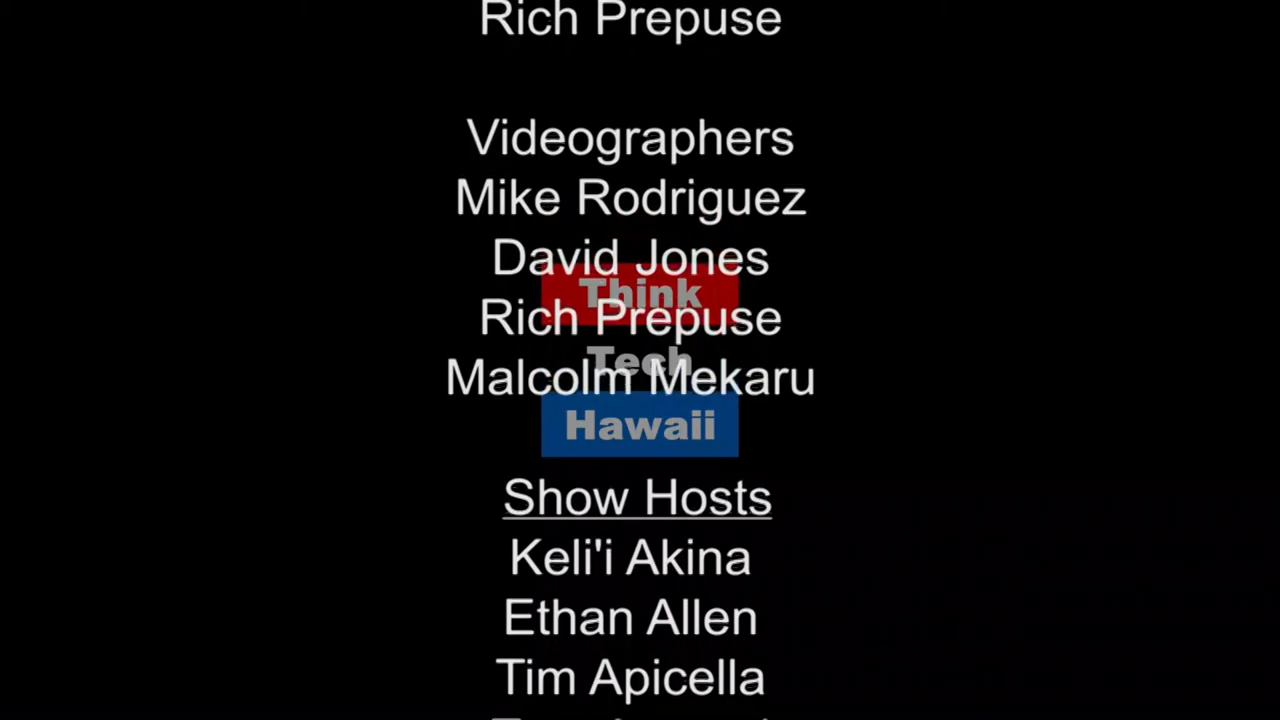 Rich Prepuse
Videographers
Mike Rodriguez
David Jones
Think
Rich Prepuse
Tech
Malcolm Mekaru
Hawaii
Show Hosts
Keli'i Akina
Ethan Allen
Tim Apicella